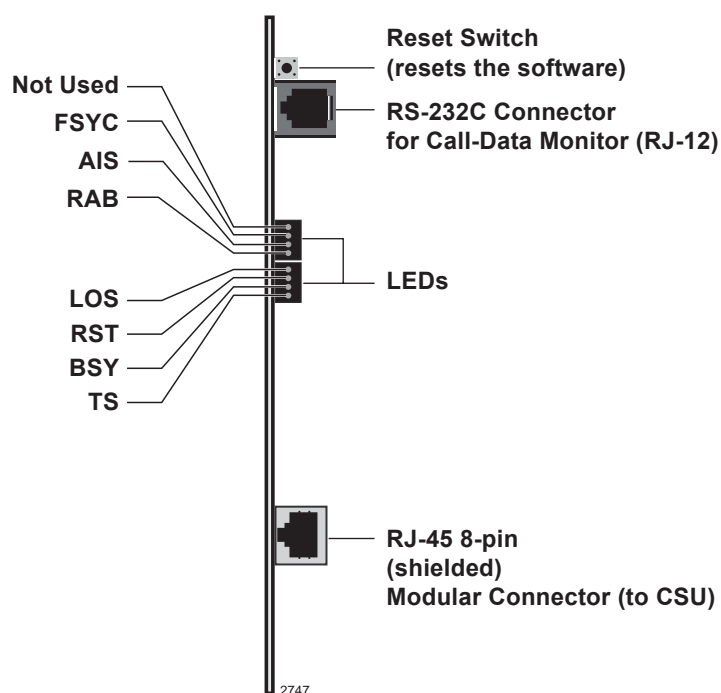 Reset Switch
(resets the software)
Not Used
RS-232C Connector
for Call-Data Monitor (RJ-12)
FSYC
AIS
RAB
LEDs
LOS
RST
BSY
TS
RJ-45 8-pin
(shielded)
Modular Connector (to CSU)
2747